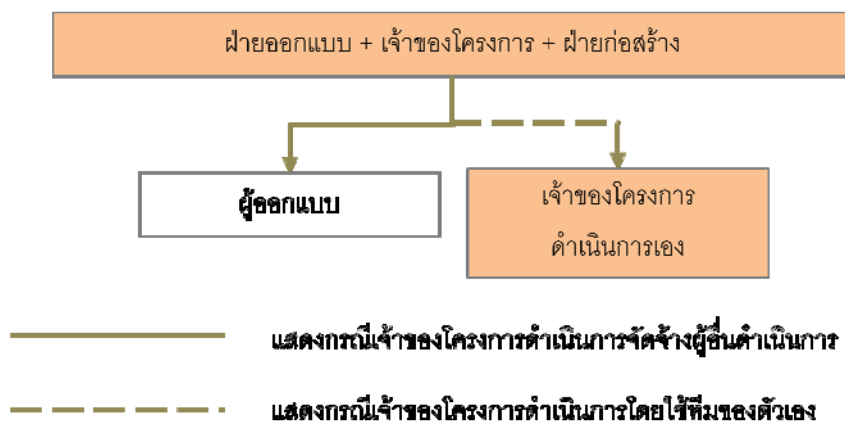 ฝ่ายออกแบบ + เจ้าของโครงการ + ฝ่ายก่อสร้าง
ผู้ออกแบบ
เจ้าของโครงการ
ดำเนินการเอง
แสดงกรณีเจ้าของโครงการดำเนินการจัดจ้างผู้อื่นดำเนินการ
แสดงกรณีเจ้าของโครงการดำเนินการโดยใช้ทีมของตัวเอง